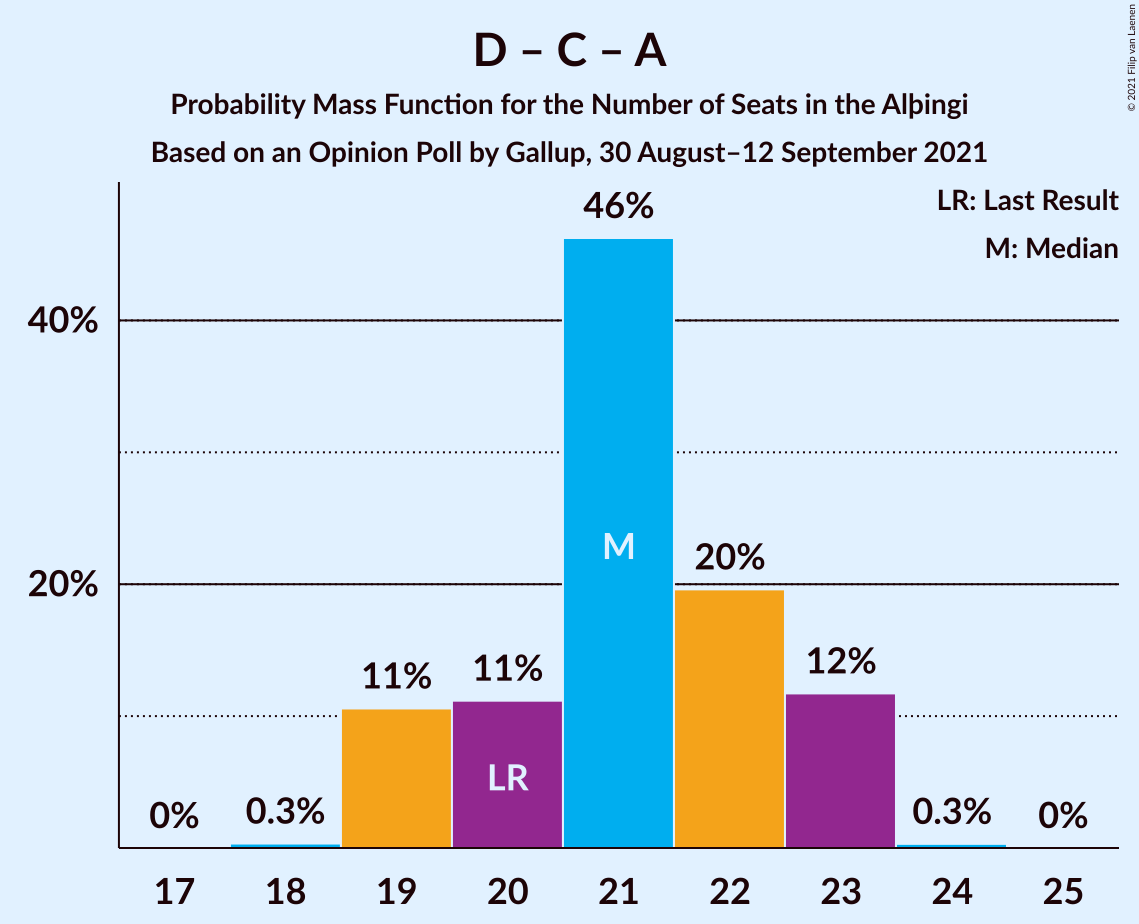 D – C – A
Probability Mass Function for the Number of Seats in the Alþingi
Based on an Opinion Poll by Gallup, 30 August–12 September 2021
© 2021 Filip van Laenen
LR: Last Result
M: Median
46%
40%
M
20%
20%
11%
11%
12%
LR
0%
0.3%
0.3%
0%
17 18 19 20 21 22 23 24 25